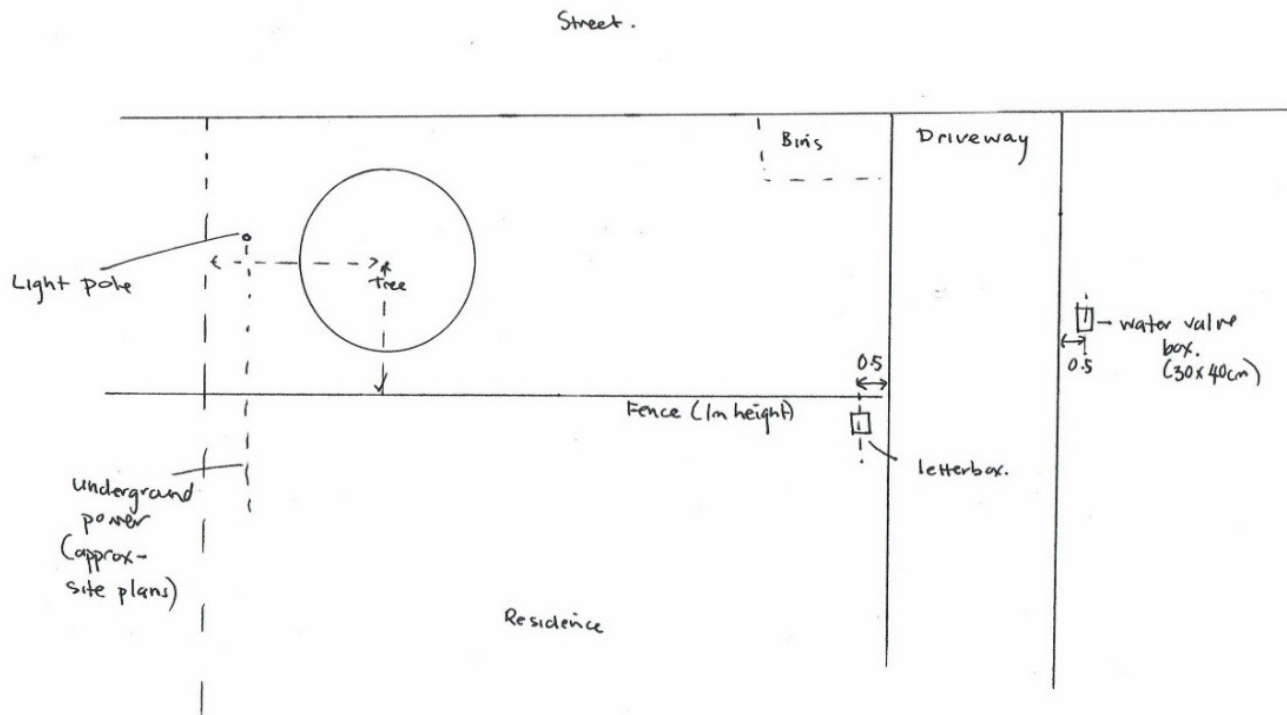 Street.
Bins
Driveway
Light pole
Tree
0.5
water valve
box.
(30x40cm)
0.5
Fence (1m height)
letterbox.
underground
power
(approx-
site plans)
Residence